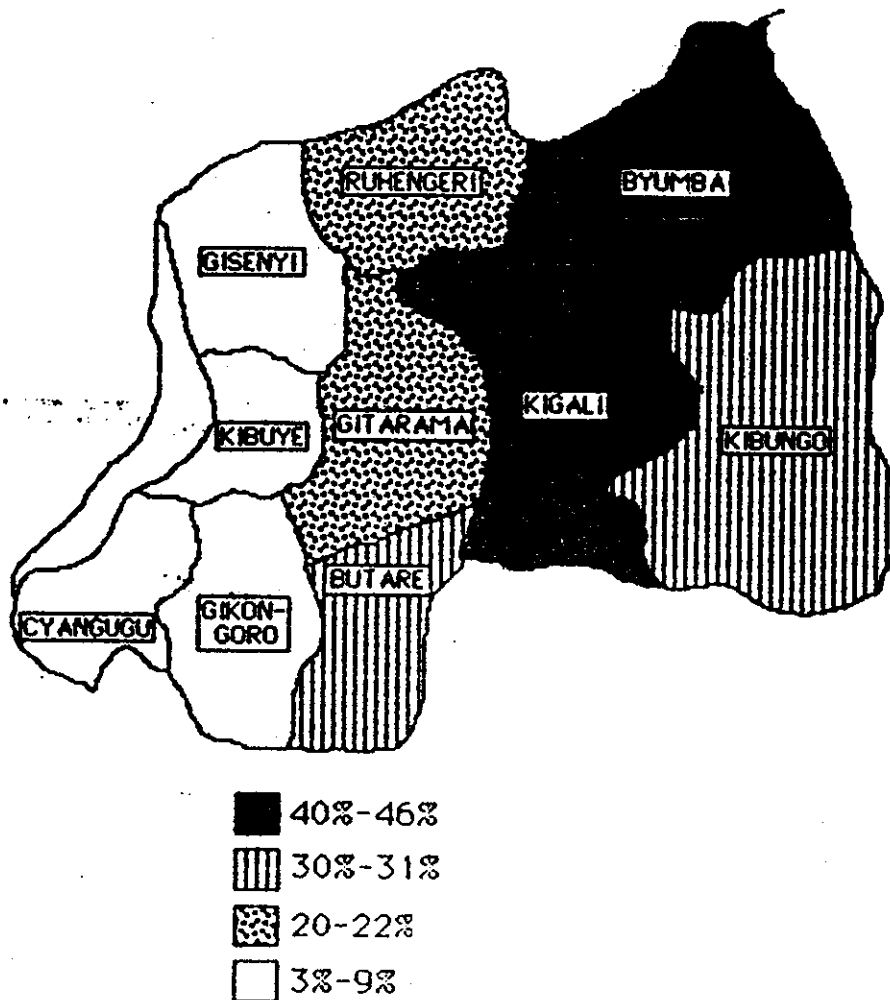 RUHENGERI
BYUMBA
GISENYI
KIBUYE
GITARAMA
KIGALI
KIBUNGO
BUTARE
CYANGUGU
GIKON-
GORO
40%-46%
30%-31%
20-22%
3%-9%